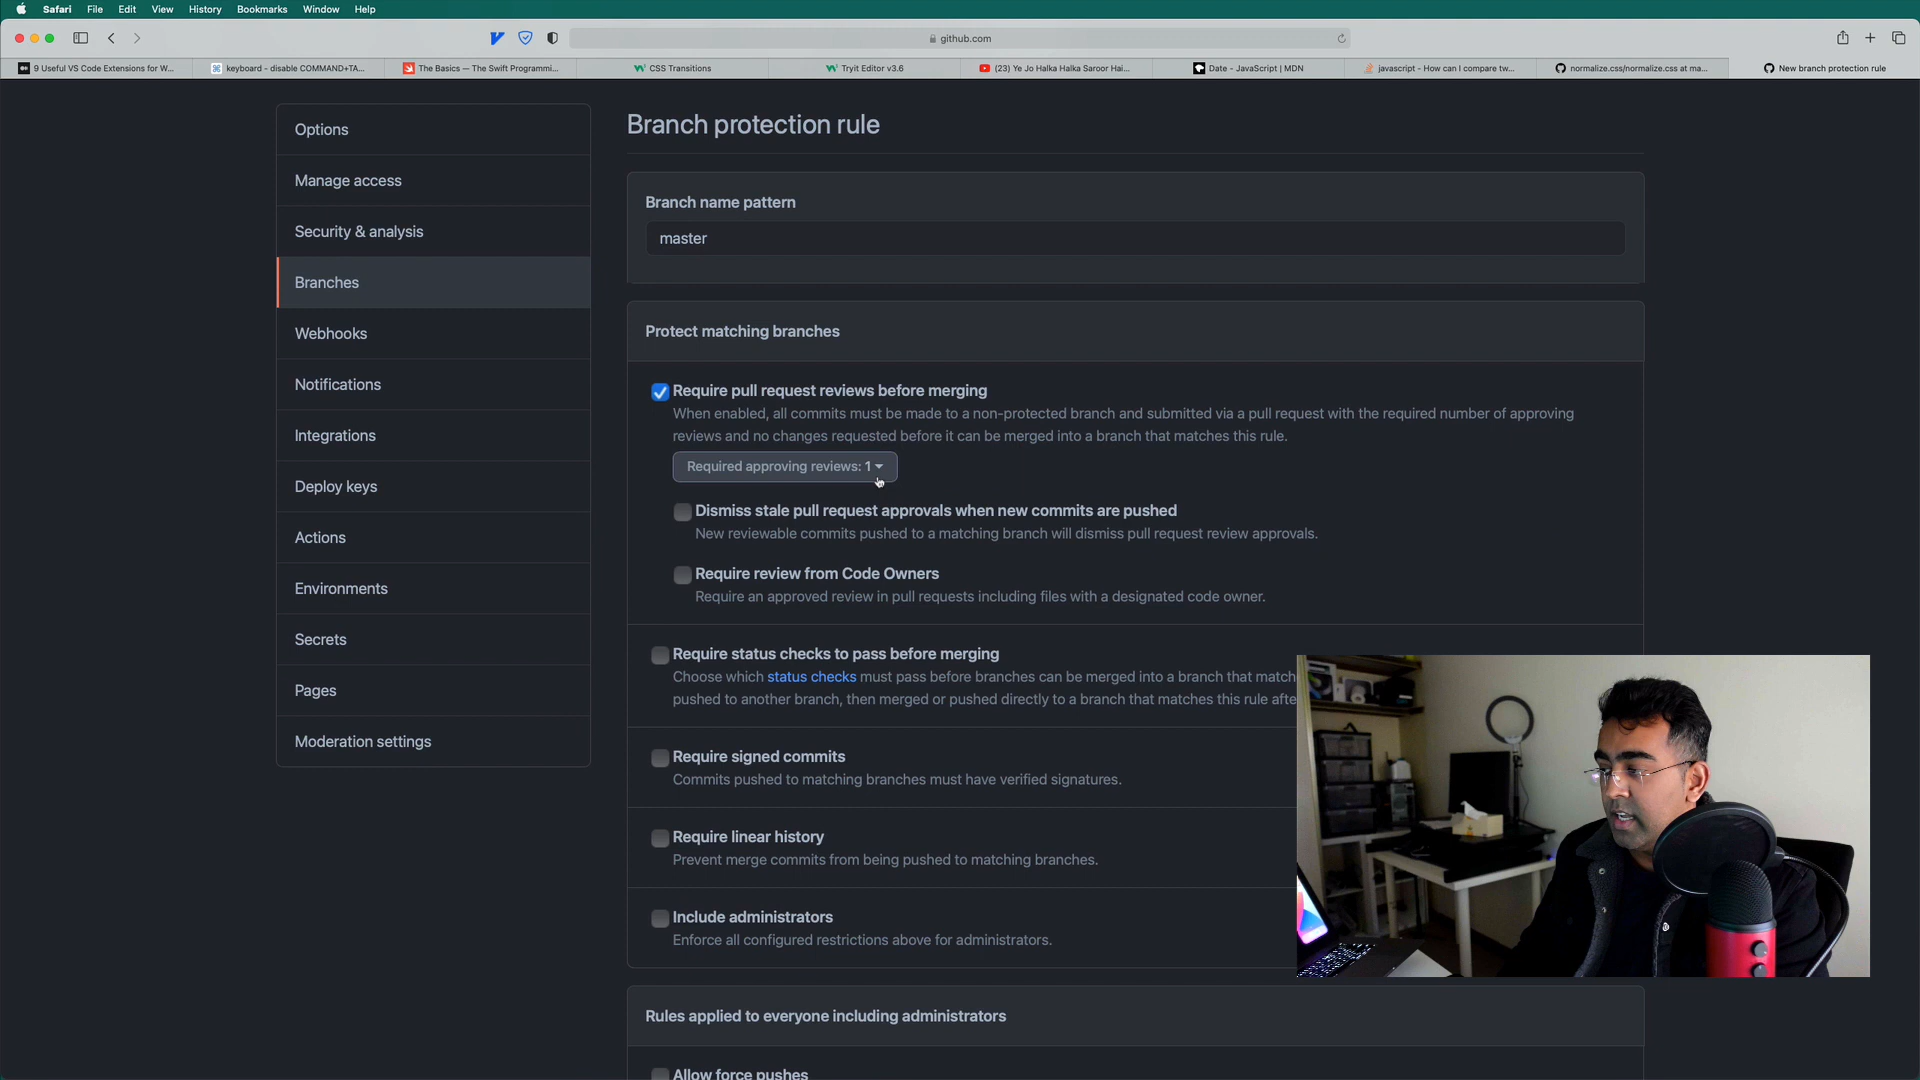 Safari File Edit View History Bookmarks Window Help
github.com
9 Useful VS Code Extensions for W... keyboard - disable COMMAND+TA... The Basics — The Swift Programmi... CSS Transitions Tryit Editor v3.6 (23) Ye Jo Halka Halka Saroor Hai... Date - JavaScript | MDN javascript - How can I compare tw... normalize.css/normalize.css at ma... New branch protection rule
Options
Manage access
Security & analysis
Branches
Webhooks
Notifications
Integrations
Deploy keys
Actions
Environments
Secrets
Pages
Moderation settings
Branch protection rule
Branch name pattern
master
Protect matching branches
Require pull request reviews before merging
When enabled, all commits must be made to a non-protected branch and submitted via a pull request with the required number of approving
reviews and no changes requested before it can be merged into a branch that matches this rule.
Required approving reviews: 1
Dismiss stale pull request approvals when new commits are pushed
New reviewable commits pushed to a matching branch will dismiss pull request review approvals.
Require review from Code Owners
Require an approved review in pull requests including files with a designated code owner.
Require status checks to pass before merging
Choose which status checks must pass before branches can be merged into a branch that match
pushed to another branch, then merged or pushed directly to a branch that matches this rule afte
Require signed commits
Commits pushed to matching branches must have verified signatures.
Require linear history
Prevent merge commits from being pushed to matching branches.
Include administrators
Enforce all configured restrictions above for administrators.
Rules applied to everyone including administrators
Allow force pushes